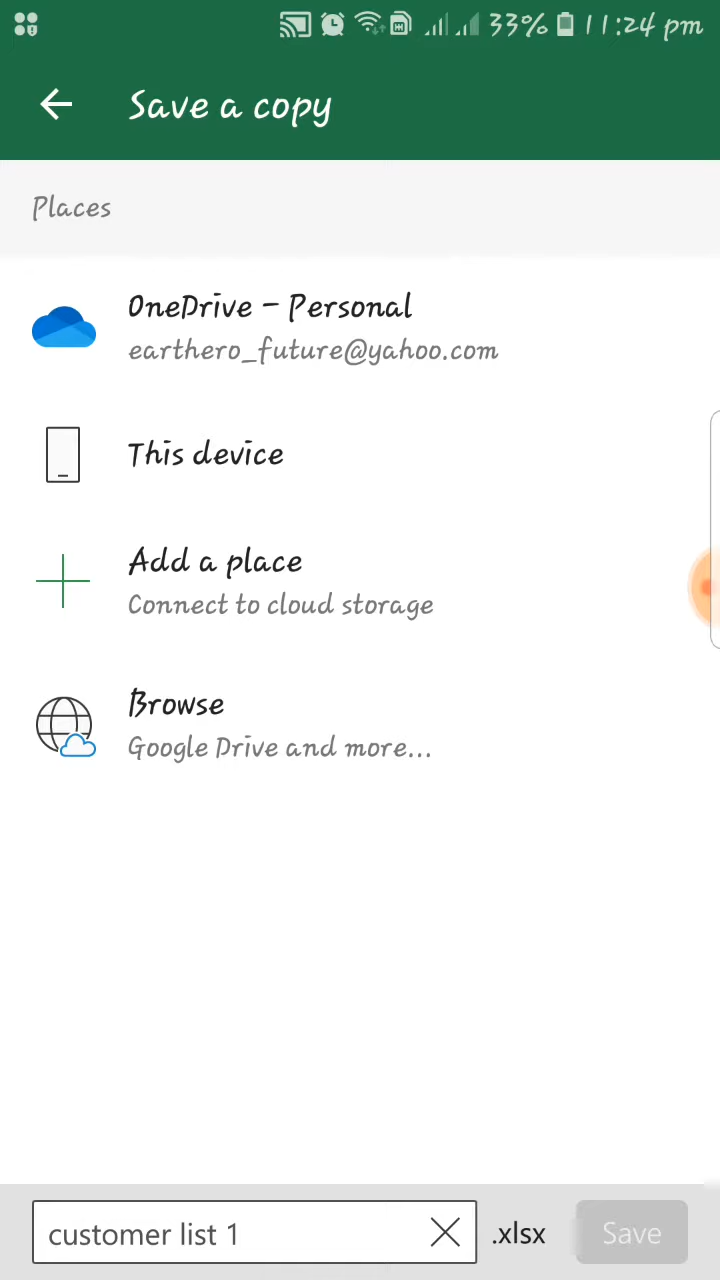 33% 11:24 pm
Save a copy
Places
OneDrive – Personal
earthero_future@yahoo.com
This device
Add a place
Connect to cloud storage
Browse
Google Drive and more...
customer list 1 .xlsx Save